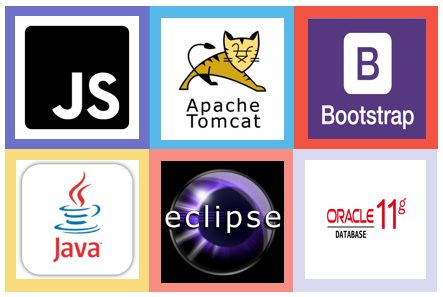 JS
Apache
Tomcat
B
Bootstrap
Java
eclipse
ORACLE 11g
DATABASE